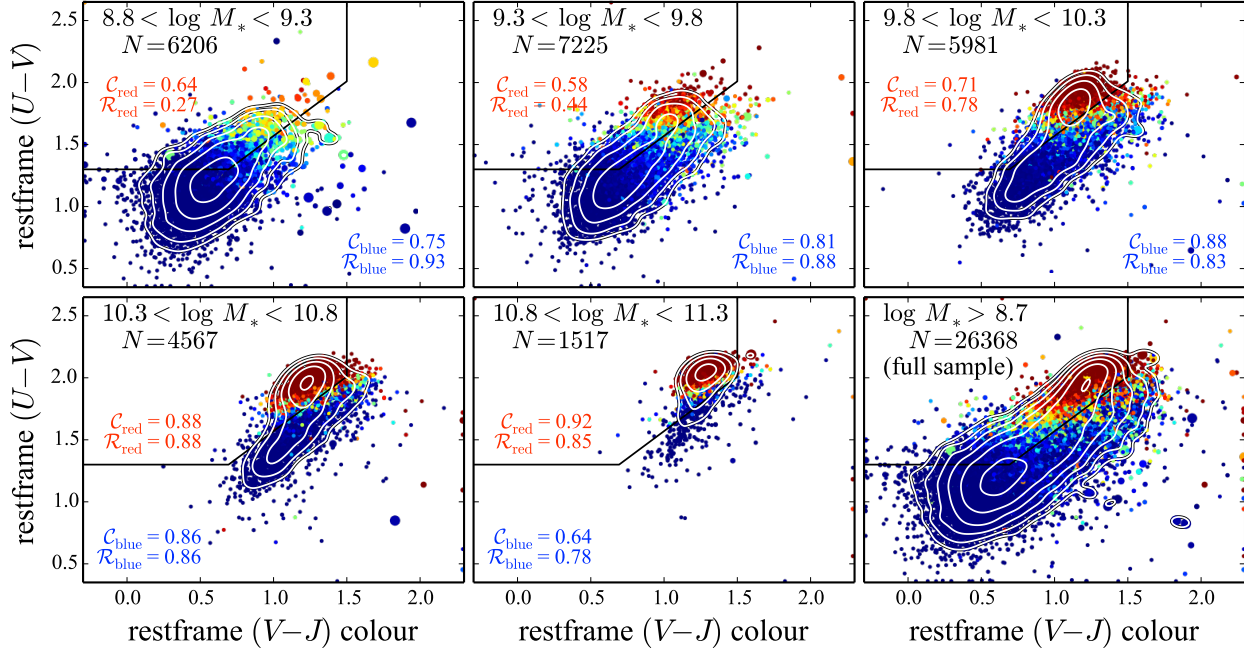 8.8 < log M* < 9.3
N=6206
C_red = 0.64
R_red = 0.27
C_blue = 0.75
R_blue = 0.93
9.3 < log M* < 9.8
N=7225
C_red = 0.58
R_red = 0.44
C_blue = 0.81
R_blue = 0.88
9.8 < log M* < 10.3
N=5981
C_red = 0.71
R_red = 0.78
C_blue = 0.88
R_blue = 0.83
2.5
2.0
1.5
1.0
0.5
restframe (U−V)
10.3 < log M* < 10.8
N=4567
C_red = 0.88
R_red = 0.88
C_blue = 0.86
R_blue = 0.86
10.8 < log M* < 11.3
N=1517
C_red = 0.92
R_red = 0.85
C_blue = 0.64
R_blue = 0.78
log M* > 8.7
N=26368
(full sample)
2.5
2.0
1.5
1.0
0.5
restframe (U−V)
0.0 0.5 1.0 1.5 2.0
0.0 0.5 1.0 1.5 2.0
0.0 0.5 1.0 1.5 2.0
restframe (V−J) colour
restframe (V−J) colour
restframe (V−J) colour